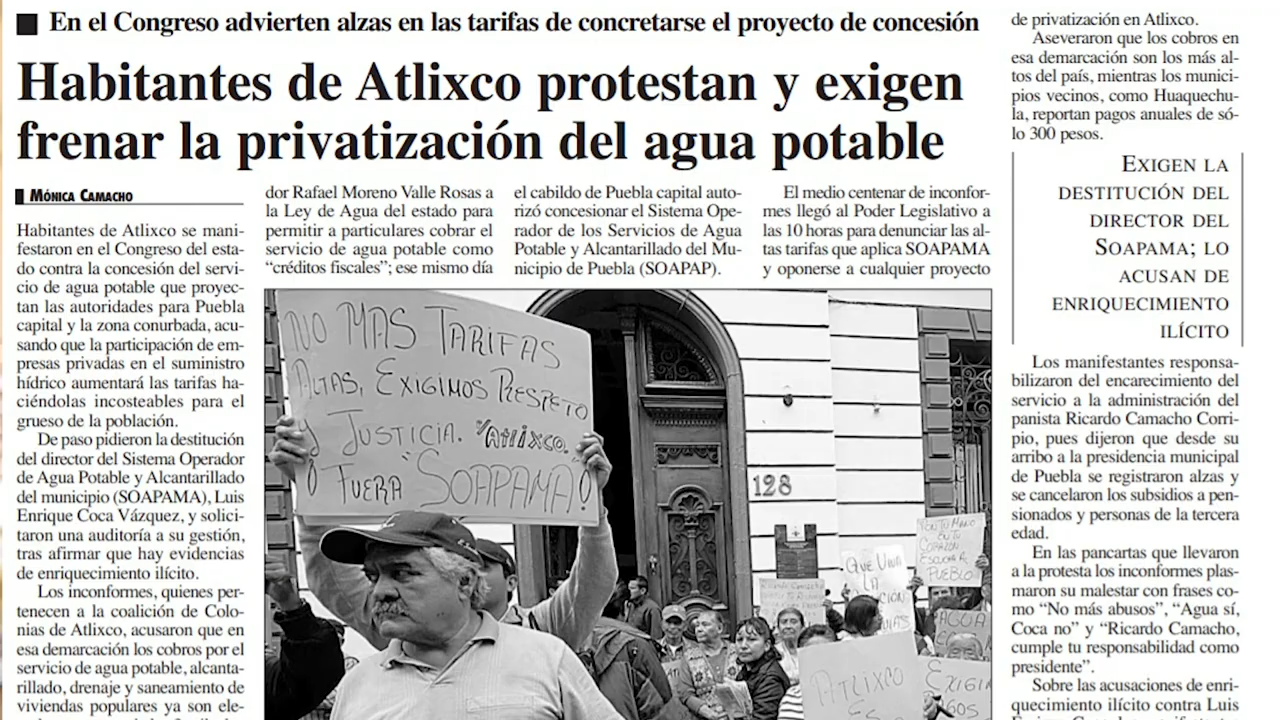 En el Congreso advierten alzas en las tarifas de concretarse el proyecto de concesión
Habitantes de Atlixco protestan y exigen
frenar la privatización del agua potable
MÓNICA CAMACHO
Habitantes de Atlixco se mani-
festaron en el Congreso del esta-
do contra la concesión del servi-
cio de agua potable que proyec-
tan las autoridades para Puebla
capital y la zona conurbada, acu-
sando que la participación de em-
presas privadas en el suministro
hídrico aumentará las tarifas ha-
ciéndolas incosteables para el
grueso de la población.
De paso pidieron la destitución
del director del Sistema Operador
de Agua Potable y Alcantarillado
del municipio (SOAPAMA), Luis
Enrique Coca Vázquez, y solici-
taron una auditoría a su gestión,
tras afirmar que hay evidencias
de enriquecimiento ilícito.
Los inconformes, quienes per-
tenecen a la coalición de Colo-
nias de Atlixco, acusaron que en
esa demarcación los cobros por el
servicio de agua potable, alcanta-
rillado, drenaje y saneamiento de
viviendas populares ya son ele-
dor Rafael Moreno Valle Rosas a
la Ley de Agua del estado para
permitir a particulares cobrar el
servicio de agua potable como
“créditos fiscales”; ese mismo día
el cabildo de Puebla capital auto-
rizó concesionar el Sistema Ope-
rador de los Servicios de Agua
Potable y Alcantarillado del Mu-
nicipio de Puebla (SOAPAP).
El medio centenar de inconfor-
mes llegó al Poder Legislativo a
las 10 horas para denunciar las al-
tas tarifas que aplica SOAPAMA
y oponerse a cualquier proyecto
NO MAS TARIFAS
ALTAS, EXIGIMOS RESPETO
Y JUSTICIA. P/ATLIXCO.
¡ FUERA "SOAPAMA!
128
PON TU MANO
EN TU
CORAZON
ESCUCHA A
PUEBLO
QUE VIVA
LA
ATLIXCO
ES
de privatización en Atlixco.
Aseveraron que los cobros en
esa demarcación son los más al-
tos del país, mientras los munici-
pios vecinos, como Huaquechu-
la, reportan pagos anuales de só-
lo 300 pesos.
EXIGEN LA
DESTITUCIÓN DEL
DIRECTOR DEL
SOAPAMA; LO
ACUSAN DE
ENRIQUECIMIENTO
ILÍCITO
Los manifestantes responsa-
bilizaron del encarecimiento del
servicio a la administración del
panista Ricardo Camacho Corri-
pio, pues dijeron que desde su
arribo a la presidencia municipal
de Puebla se registraron alzas y
se cancelaron los subsidios a pen-
sionados y personas de la tercera
edad.
En las pancartas que llevaron
a la protesta los inconformes plas-
maron su malestar con frases co-
mo “No más abusos”, “Agua sí,
Coca no” y “Ricardo Camacho,
cumple tu responsabilidad como
presidente”.
Sobre las acusaciones de enri-
quecimiento ilícito contra Luis